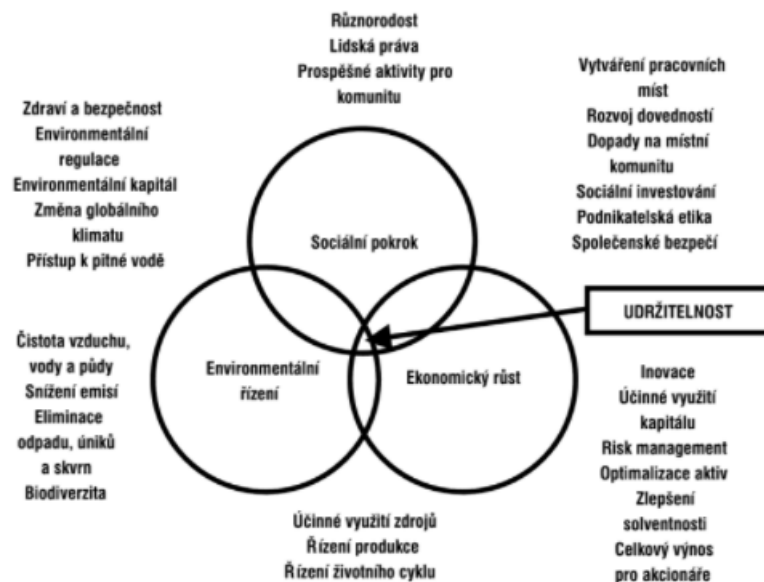 Různorodost
Lidská práva
Prospěšné aktivity pro
komunitu
Vytváření pracovních
míst
Rozvoj dovedností
Dopady na místní
komunitu
Sociální investování
Podnikatelská etika
Společenské bezpečí
Zdraví a bezpečnost
Environmentální
regulace
Environmentální kapitál
Změna globálního
klimatu
Přístup k pitné vodě
Sociální pokrok
UDRŽITELNOST
Čistota vzduchu,
vody a půdy
Snížení emisí
Eliminace
odpadu, úniků
a skvrn
Biodiverzita
Environmentální
řízení
Ekonomický růst
Inovace
Účinné využití
kapitálu
Risk management
Optimalizace aktiv
Zlepšení
solventnosti
Celkový výnos
pro akcionáře
Účinné využití zdrojů
Řízení produkce
Řízení životního cyklu